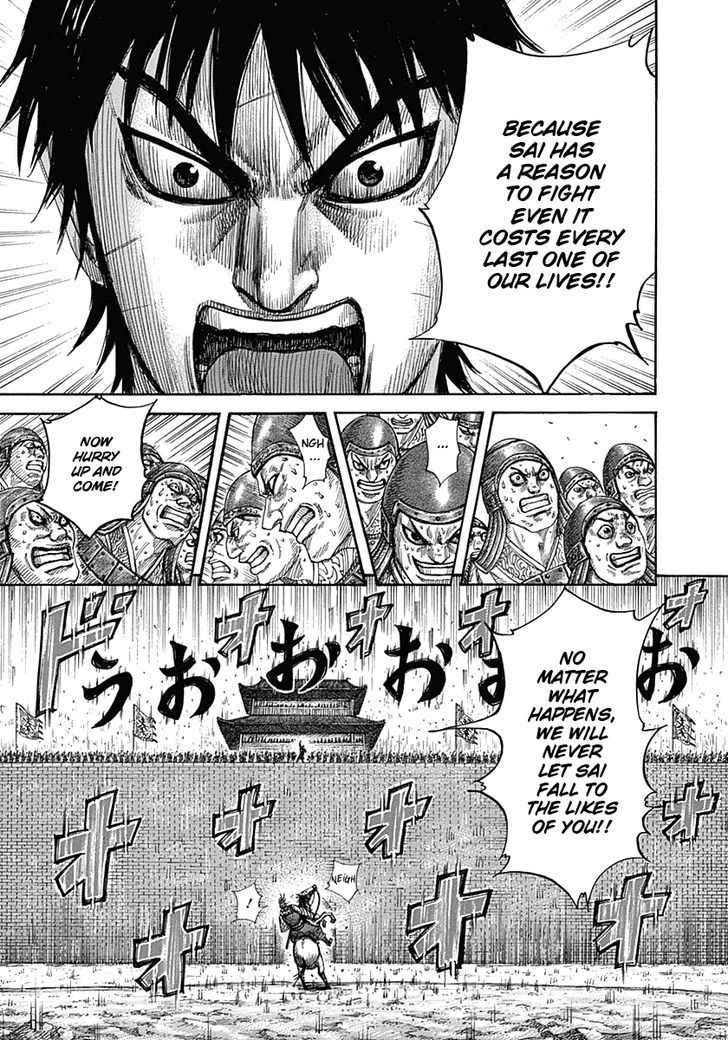 BECAUSE
SAI HAS
A REASON
TO FIGHT
EVEN IT
COSTS EVERY
LAST ONE OF
OUR LIVES!!
...
NGH
...
NOW
HURRY
UP AND
COME!
NO
MATTER
WHAT
HAPPENS,
WE WILL
NEVER
LET SAI
FALL TO
THE LIKES
OF YOU!!
ド
オオオオ
うおおおお
オオオオオオ
!
NEIGH